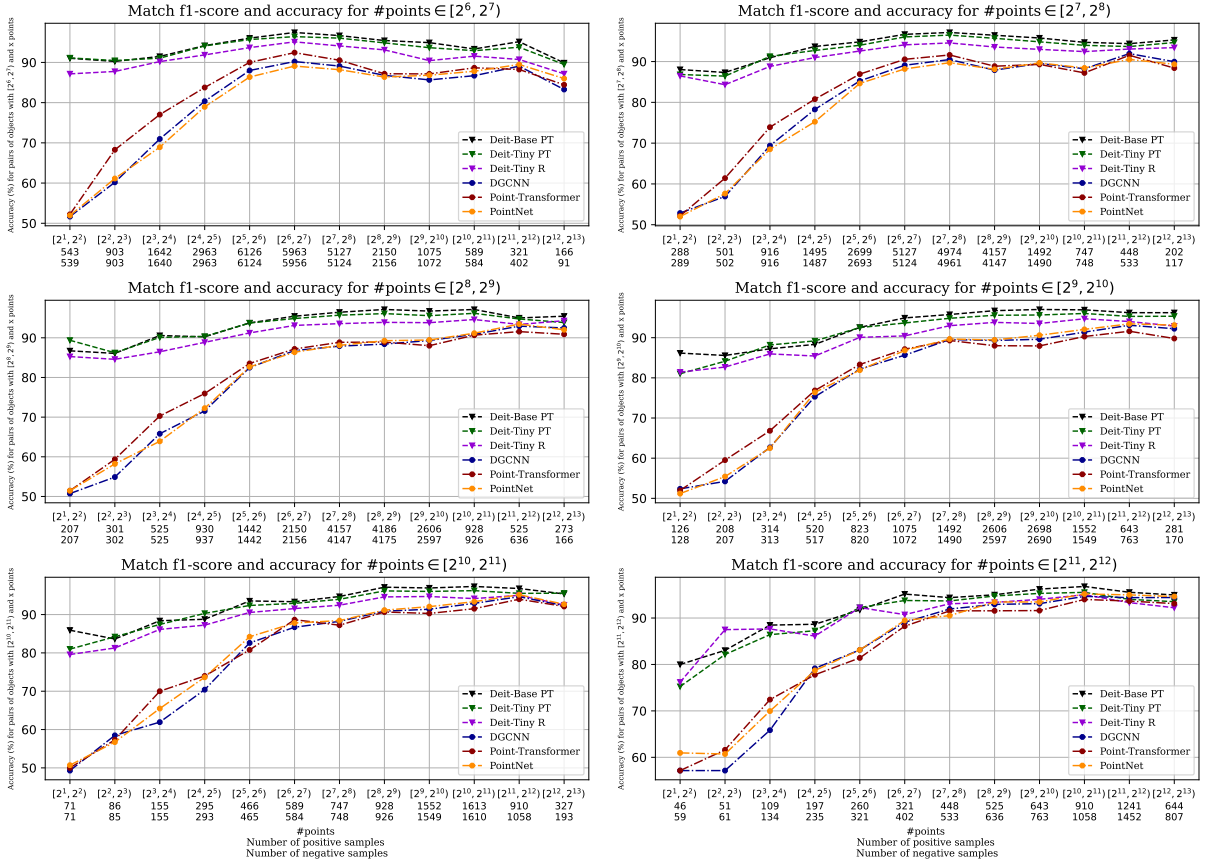 Match f1-score and accuracy for #points ∈ [2^6, 2^7)
Accuracy (%) for pairs of objects with [2^6, 2^7) and x points
90
80
70
60
50
Deit-Base PT
Deit-Tiny PT
Deit-Tiny R
DGCNN
Point-Transformer
PointNet
[2^1, 2^2) [2^2, 2^3) [2^3, 2^4) [2^4, 2^5) [2^5, 2^6) [2^6, 2^7) [2^7, 2^8) [2^8, 2^9) [2^9, 2^10) [2^10, 2^11) [2^11, 2^12) [2^12, 2^13)
543 903 1642 2963 6126 5963 5127 2150 1075 589 321 166
539 903 1640 2963 6124 5956 5124 2156 1072 584 402 91
Match f1-score and accuracy for #points ∈ [2^7, 2^8)
Accuracy (%) for pairs of objects with [2^7, 2^8) and x points
90
80
70
60
50
Deit-Base PT
Deit-Tiny PT
Deit-Tiny R
DGCNN
Point-Transformer
PointNet
[2^1, 2^2) [2^2, 2^3) [2^3, 2^4) [2^4, 2^5) [2^5, 2^6) [2^6, 2^7) [2^7, 2^8) [2^8, 2^9) [2^9, 2^10) [2^10, 2^11) [2^11, 2^12) [2^12, 2^13)
288 501 916 1495 2699 5127 4974 4157 1492 747 448 202
289 502 916 1487 2693 5124 4961 4147 1490 748 533 117
Match f1-score and accuracy for #points ∈ [2^8, 2^9)
Accuracy (%) for pairs of objects with [2^8, 2^9) and x points
90
80
70
60
50
Deit-Base PT
Deit-Tiny PT
Deit-Tiny R
DGCNN
Point-Transformer
PointNet
[2^1, 2^2) [2^2, 2^3) [2^3, 2^4) [2^4, 2^5) [2^5, 2^6) [2^6, 2^7) [2^7, 2^8) [2^8, 2^9) [2^9, 2^10) [2^10, 2^11) [2^11, 2^12) [2^12, 2^13)
207 302 525 930 1442 2150 4157 4186 2606 928 525 273
207 302 525 937 1442 2156 4147 4175 2597 926 636 166
Match f1-score and accuracy for #points ∈ [2^9, 2^10)
Accuracy (%) for pairs of objects with [2^9, 2^10) and x points
90
80
70
60
50
Deit-Base PT
Deit-Tiny PT
Deit-Tiny R
DGCNN
Point-Transformer
PointNet
[2^1, 2^2) [2^2, 2^3) [2^3, 2^4) [2^4, 2^5) [2^5, 2^6) [2^6, 2^7) [2^7, 2^8) [2^8, 2^9) [2^9, 2^10) [2^10, 2^11) [2^11, 2^12) [2^12, 2^13)
126 208 313 520 823 1075 1492 2606 2698 1552 643 281
128 207 314 517 820 1072 1490 2597 2690 1549 763 170
Match f1-score and accuracy for #points ∈ [2^10, 2^11)
Accuracy (%) for pairs of objects with [2^10, 2^11) and x points
90
80
70
60
50
Deit-Base PT
Deit-Tiny PT
Deit-Tiny R
DGCNN
Point-Transformer
PointNet
[2^1, 2^2) [2^2, 2^3) [2^3, 2^4) [2^4, 2^5) [2^5, 2^6) [2^6, 2^7) [2^7, 2^8) [2^8, 2^9) [2^9, 2^10) [2^10, 2^11) [2^11, 2^12) [2^12, 2^13)
71 86 155 293 466 589 747 928 1552 1613 910 327
71 85 155 295 465 584 748 926 1549 1610 1058 193
#points
Number of positive samples
Number of negative samples
Match f1-score and accuracy for #points ∈ [2^11, 2^12)
Accuracy (%) for pairs of objects with [2^11, 2^12) and x points
90
80
70
60
Deit-Base PT
Deit-Tiny PT
Deit-Tiny R
DGCNN
Point-Transformer
PointNet
[2^1, 2^2) [2^2, 2^3) [2^3, 2^4) [2^4, 2^5) [2^5, 2^6) [2^6, 2^7) [2^7, 2^8) [2^8, 2^9) [2^9, 2^10) [2^10, 2^11) [2^11, 2^12) [2^12, 2^13)
46 51 109 197 260 321 448 525 643 910 1241 644
59 61 134 235 321 402 533 636 763 1058 1452 807
#points
Number of positive samples
Number of negative samples